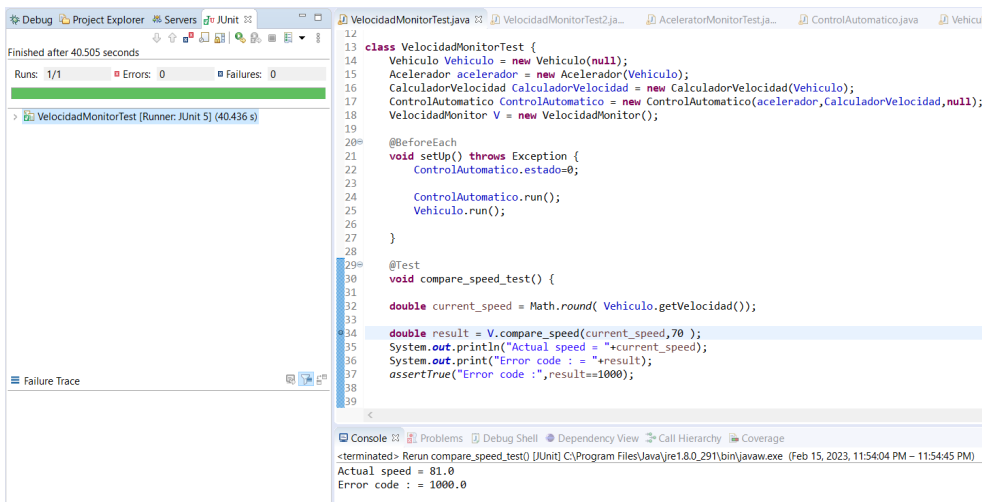 Debug Project Explorer Servers JUnit
Finished after 40.505 seconds
Runs: 1/1 Errors: 0 Failures: 0
VelocidadMonitorTest [Runner: JUnit 5] (40.436 s)
Failure Trace
VelocidadMonitorTest.java VelocidadMonitorTest2.ja... AceleratorMonitorTest.ja... ControlAutomatico.java Vehicu
12
13 class VelocidadMonitorTest {
14 Vehiculo Vehiculo = new Vehiculo(null);
15 Acelerador acelerador = new Acelerador(Vehiculo);
16 CalculadorVelocidad CalculadorVelocidad = new CalculadorVelocidad(Vehiculo);
17 ControlAutomatico ControlAutomatico = new ControlAutomatico(acelerador,CalculadorVelocidad,null);
18 VelocidadMonitor V = new VelocidadMonitor();
19
20 @BeforeEach
21 void setUp() throws Exception {
22 ControlAutomatico.estado=0;
23
24 ControlAutomatico.run();
25 Vehiculo.run();
26
27 }
28
29 @Test
30 void compare_speed_test() {
31
32 double current_speed = Math.round( Vehiculo.getVelocidad());
33
34 double result = V.compare_speed(current_speed,70 );
35 System.out.println("Actual speed = "+current_speed);
36 System.out.print("Error code : = "+result);
37 assertTrue("Error code :",result==1000);
38
39
Console Problems Debug Shell Dependency View Call Hierarchy Coverage
<terminated> Rerun compare_speed_test() [JUnit] C:\Program Files\Java\jre1.8.0_291\bin\javaw.exe (Feb 15, 2023, 11:54:04 PM – 11:54:45 PM)
Actual speed = 81.0
Error code : = 1000.0